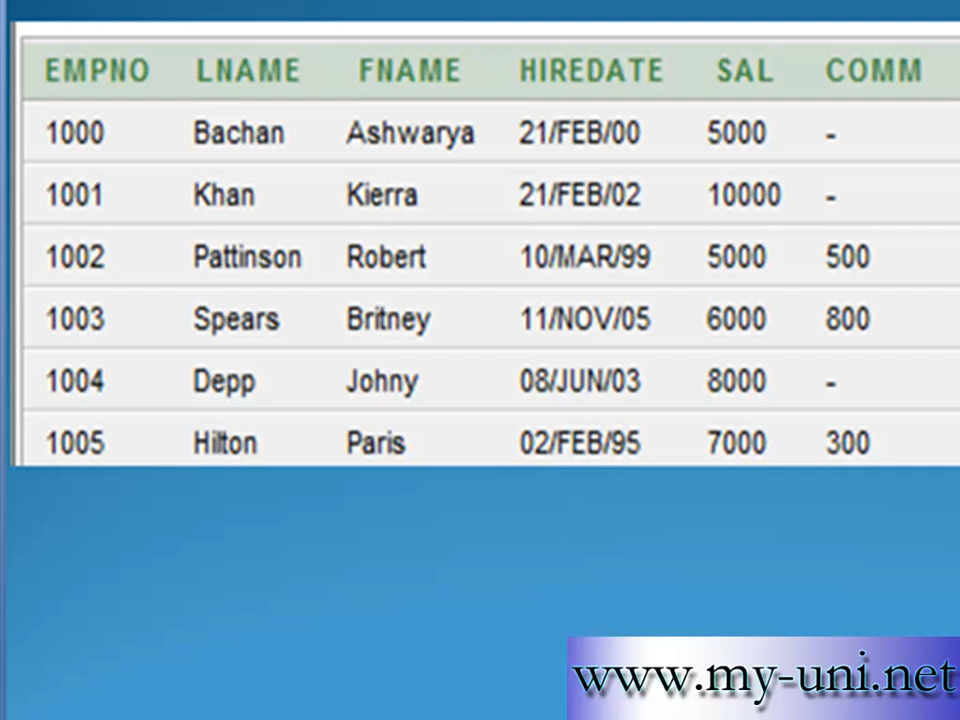 EMPNO LNAME FNAME HIREDATE SAL COMM
1000 Bachan Ashwarya 21/FEB/00 5000 -
1001 Khan Kierra 21/FEB/02 10000 -
1002 Pattinson Robert 10/MAR/99 5000 500
1003 Spears Britney 11/NOV/05 6000 800
1004 Depp Johny 08/JUN/03 8000 -
1005 Hilton Paris 02/FEB/95 7000 300
www.my-uni.net